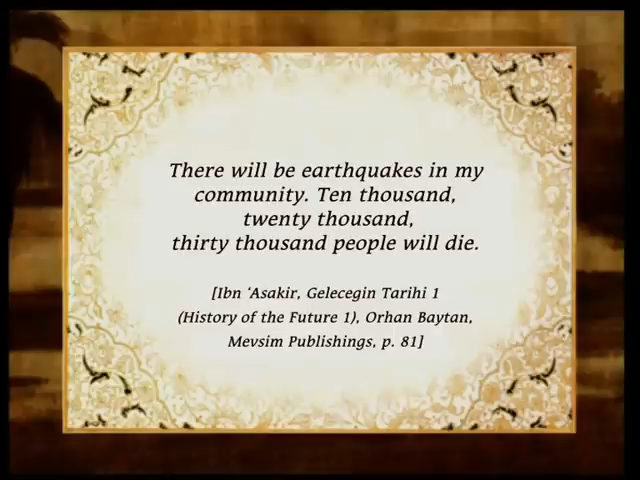 There will be earthquakes in my
community. Ten thousand,
twenty thousand,
thirty thousand people will die.
[Ibn ‘Asakir, Gelecegin Tarihi 1
(History of the Future 1), Orhan Baytan,
Mevsim Publishings, p. 81]